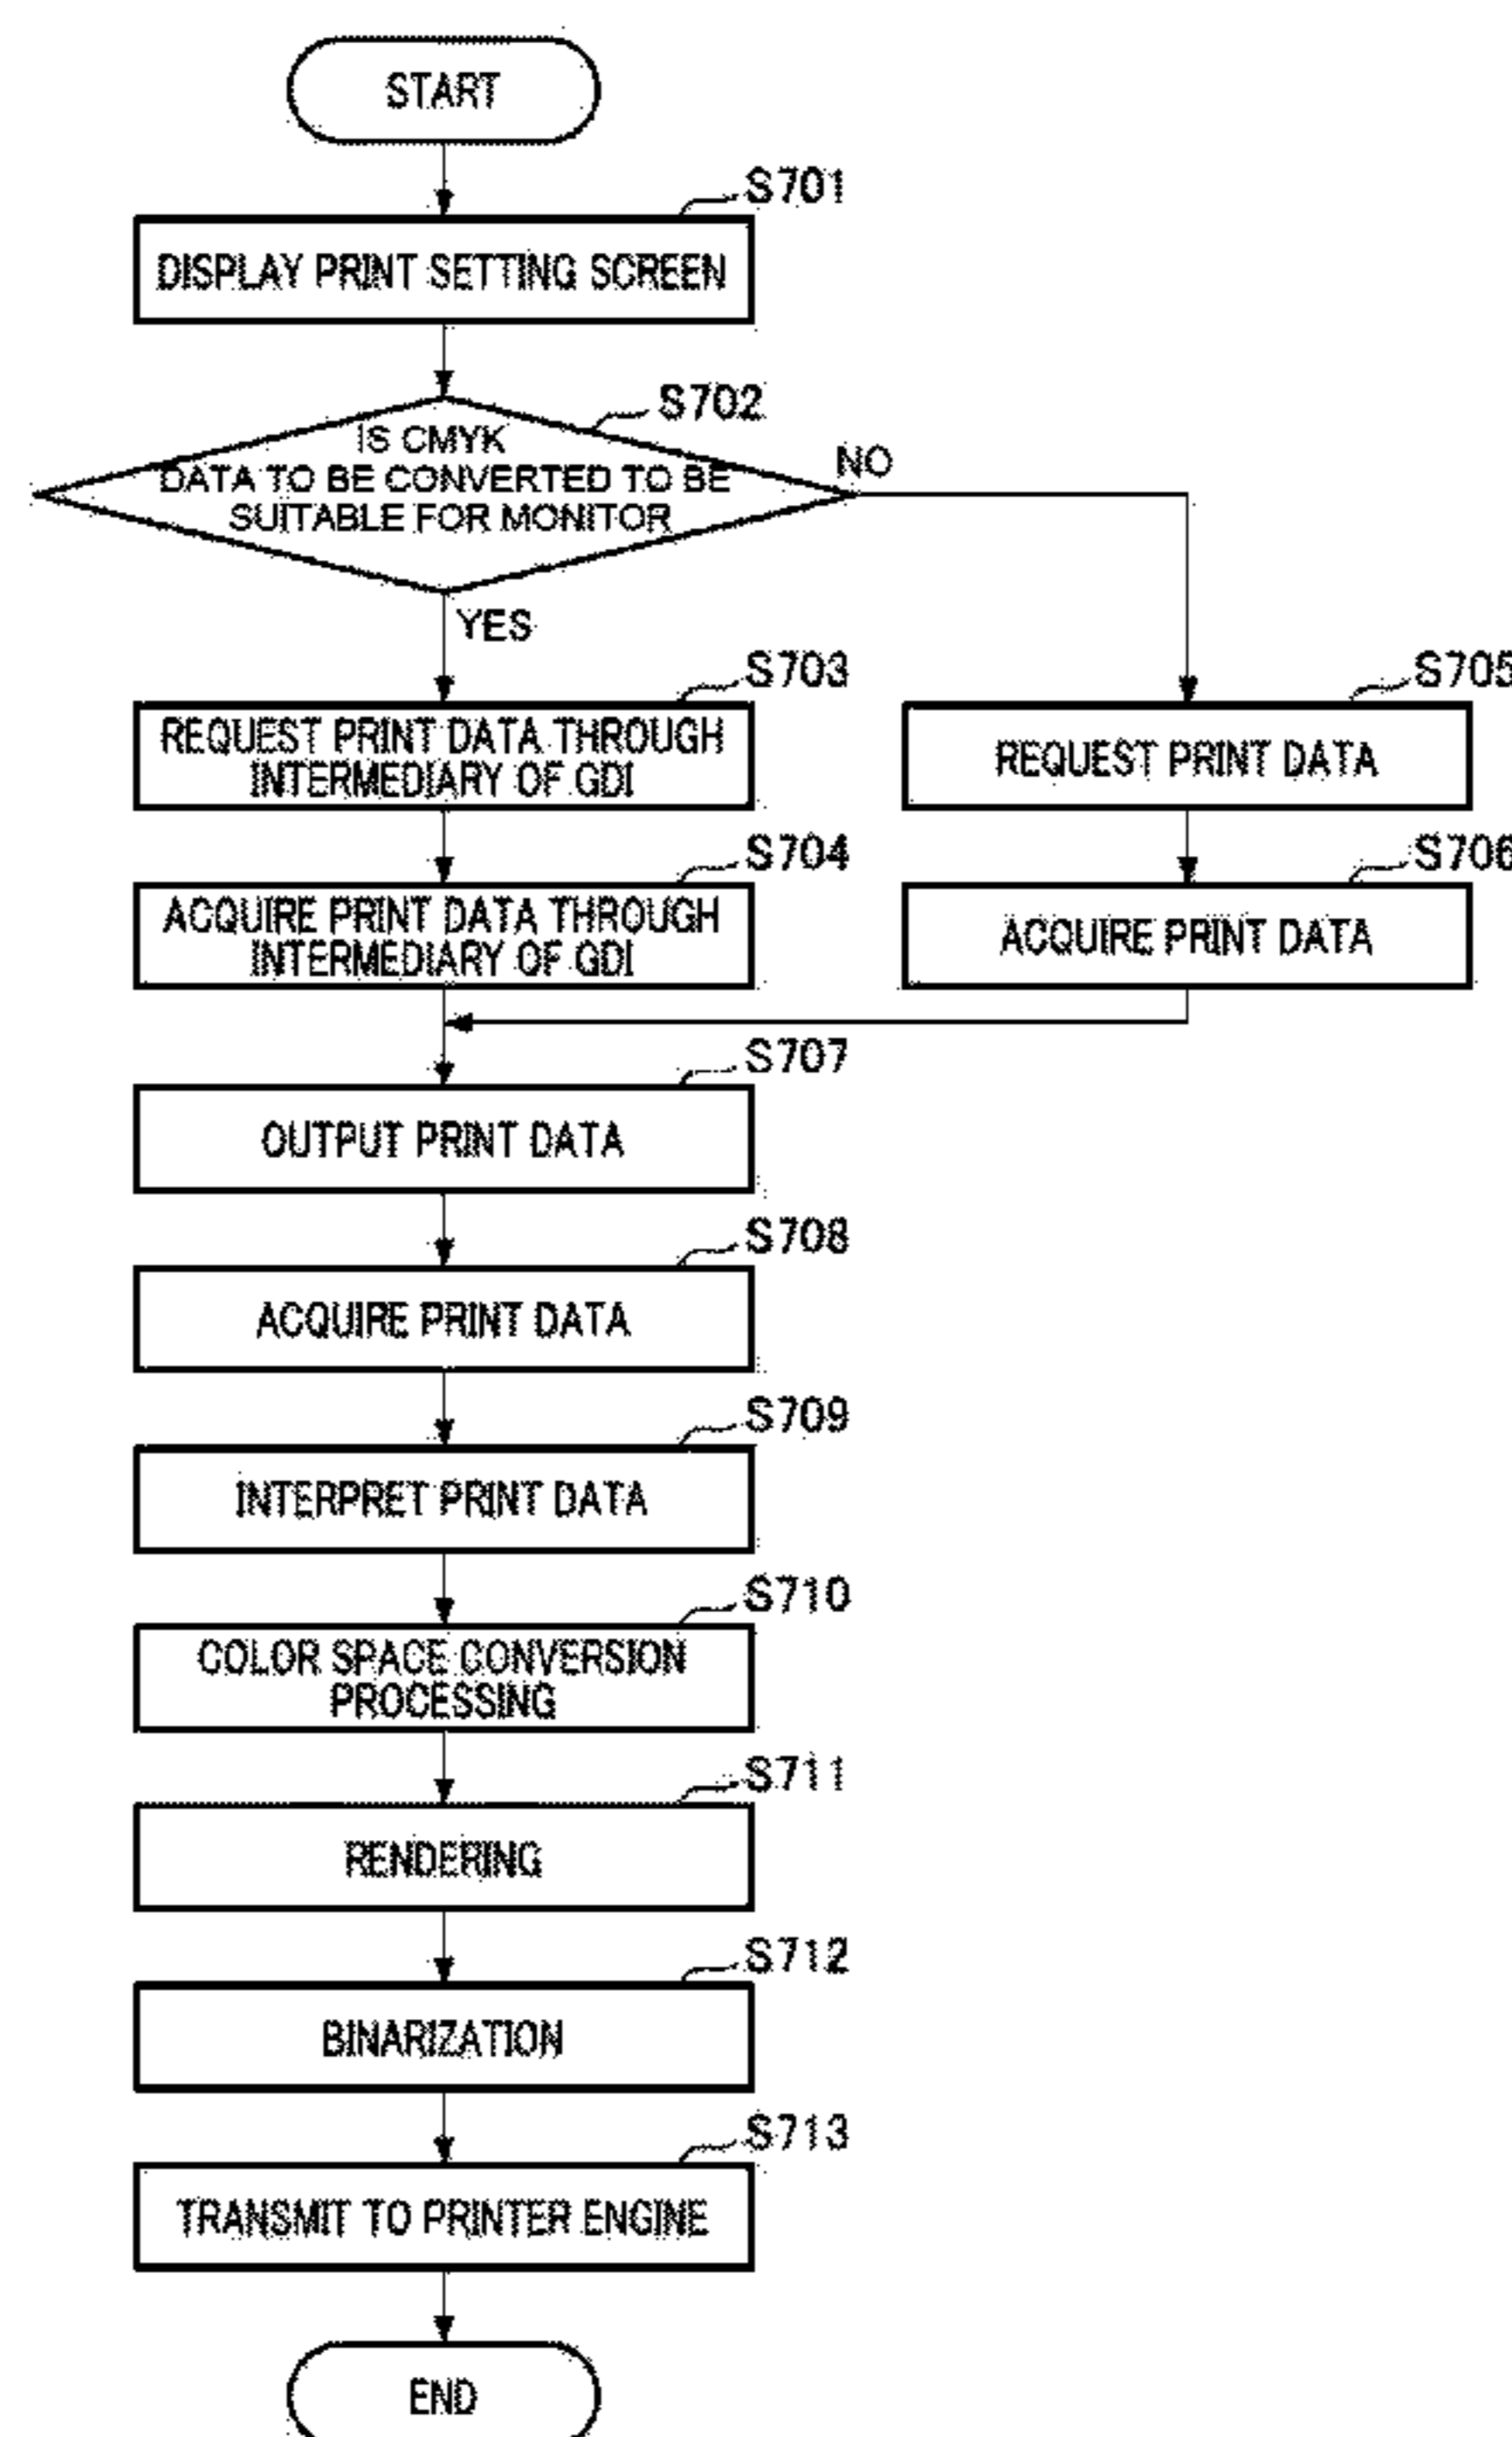 START
S701
DISPLAY PRINT SETTING SCREEN
S702
IS CMYK
DATA TO BE CONVERTED TO BE
SUITABLE FOR MONITOR
NO
YES
S703
REQUEST PRINT DATA THROUGH
INTERMEDIARY OF GDI
S705
REQUEST PRINT DATA
S704
ACQUIRE PRINT DATA THROUGH
INTERMEDIARY OF GDI
S706
ACQUIRE PRINT DATA
S707
OUTPUT PRINT DATA
S708
ACQUIRE PRINT DATA
S709
INTERPRET PRINT DATA
S710
COLOR SPACE CONVERSION
PROCESSING
S711
RENDERING
S712
BINARIZATION
S713
TRANSMIT TO PRINTER ENGINE
END